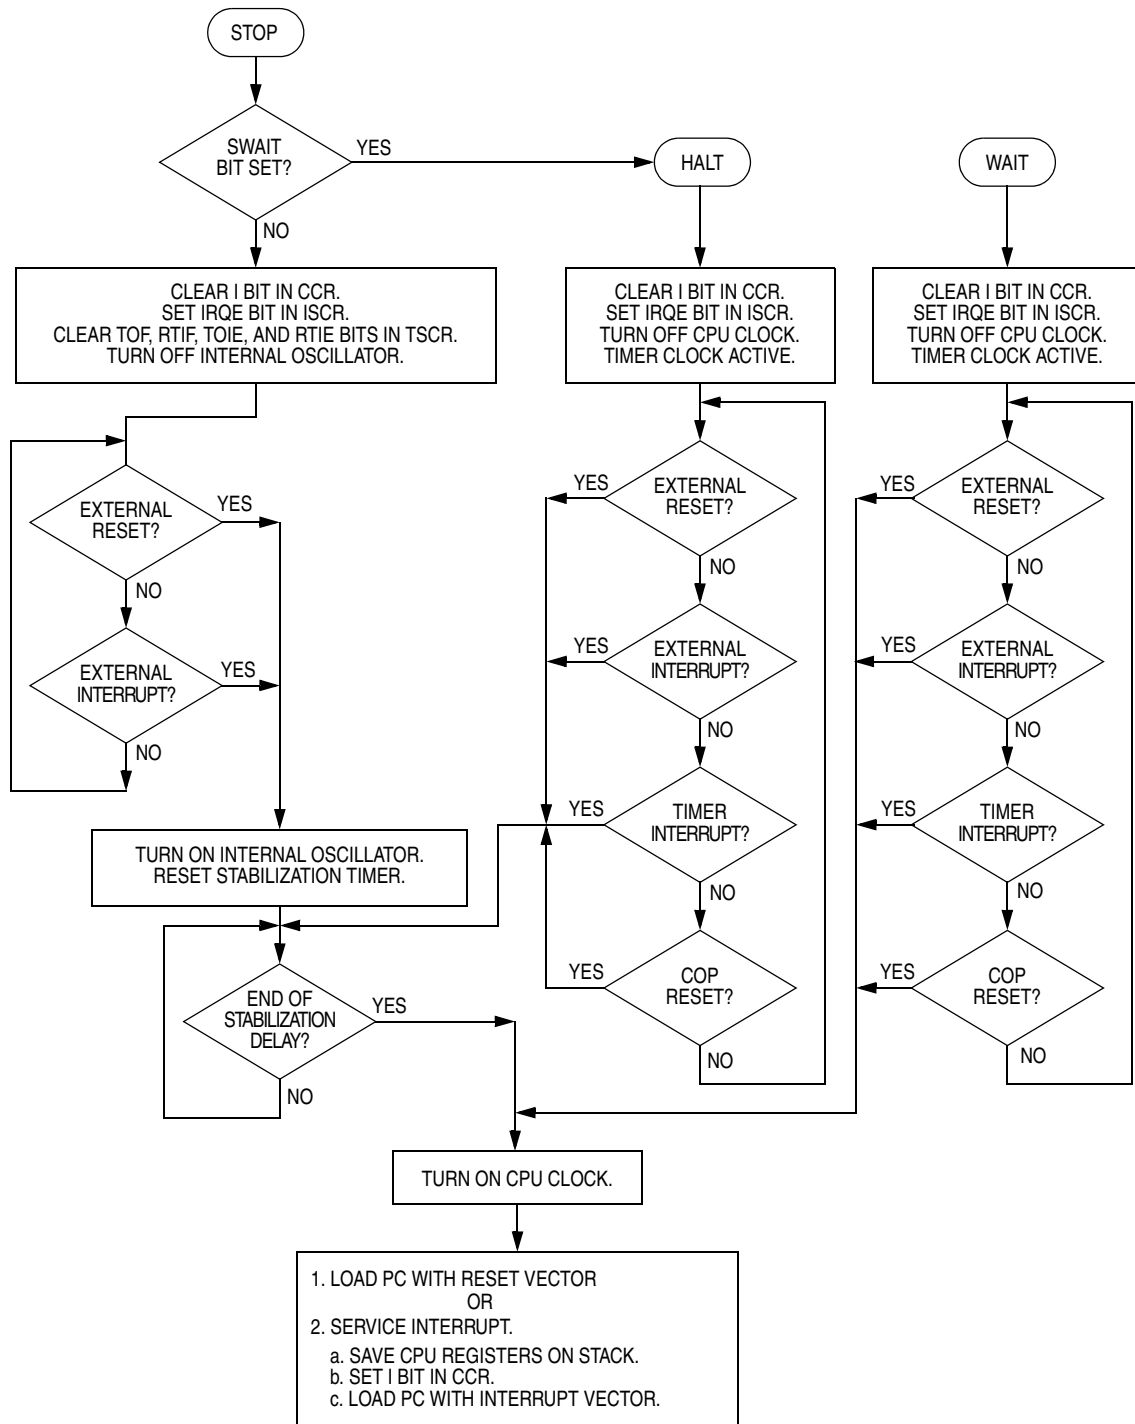 STOP
SWAIT
BIT SET?
YES
NO
HALT
WAIT
CLEAR I BIT IN CCR.
SET IRQE BIT IN ISCR.
CLEAR TOF, RTIF, TOIE, AND RTIE BITS IN TSCR.
TURN OFF INTERNAL OSCILLATOR.
CLEAR I BIT IN CCR.
SET IRQE BIT IN ISCR.
TURN OFF CPU CLOCK.
TIMER CLOCK ACTIVE.
CLEAR I BIT IN CCR.
SET IRQE BIT IN ISCR.
TURN OFF CPU CLOCK.
TIMER CLOCK ACTIVE.
EXTERNAL
RESET?
YES
NO
EXTERNAL
INTERRUPT?
YES
NO
TURN ON INTERNAL OSCILLATOR.
RESET STABILIZATION TIMER.
END OF
STABILIZATION
DELAY?
YES
NO
YES
EXTERNAL
RESET?
NO
YES
EXTERNAL
INTERRUPT?
NO
YES
TIMER
INTERRUPT?
NO
YES
COP
RESET?
NO
YES
EXTERNAL
RESET?
NO
YES
EXTERNAL
INTERRUPT?
NO
YES
TIMER
INTERRUPT?
NO
YES
COP
RESET?
NO
TURN ON CPU CLOCK.
1. LOAD PC WITH RESET VECTOR
OR
2. SERVICE INTERRUPT.
a. SAVE CPU REGISTERS ON STACK.
b. SET I BIT IN CCR.
c. LOAD PC WITH INTERRUPT VECTOR.